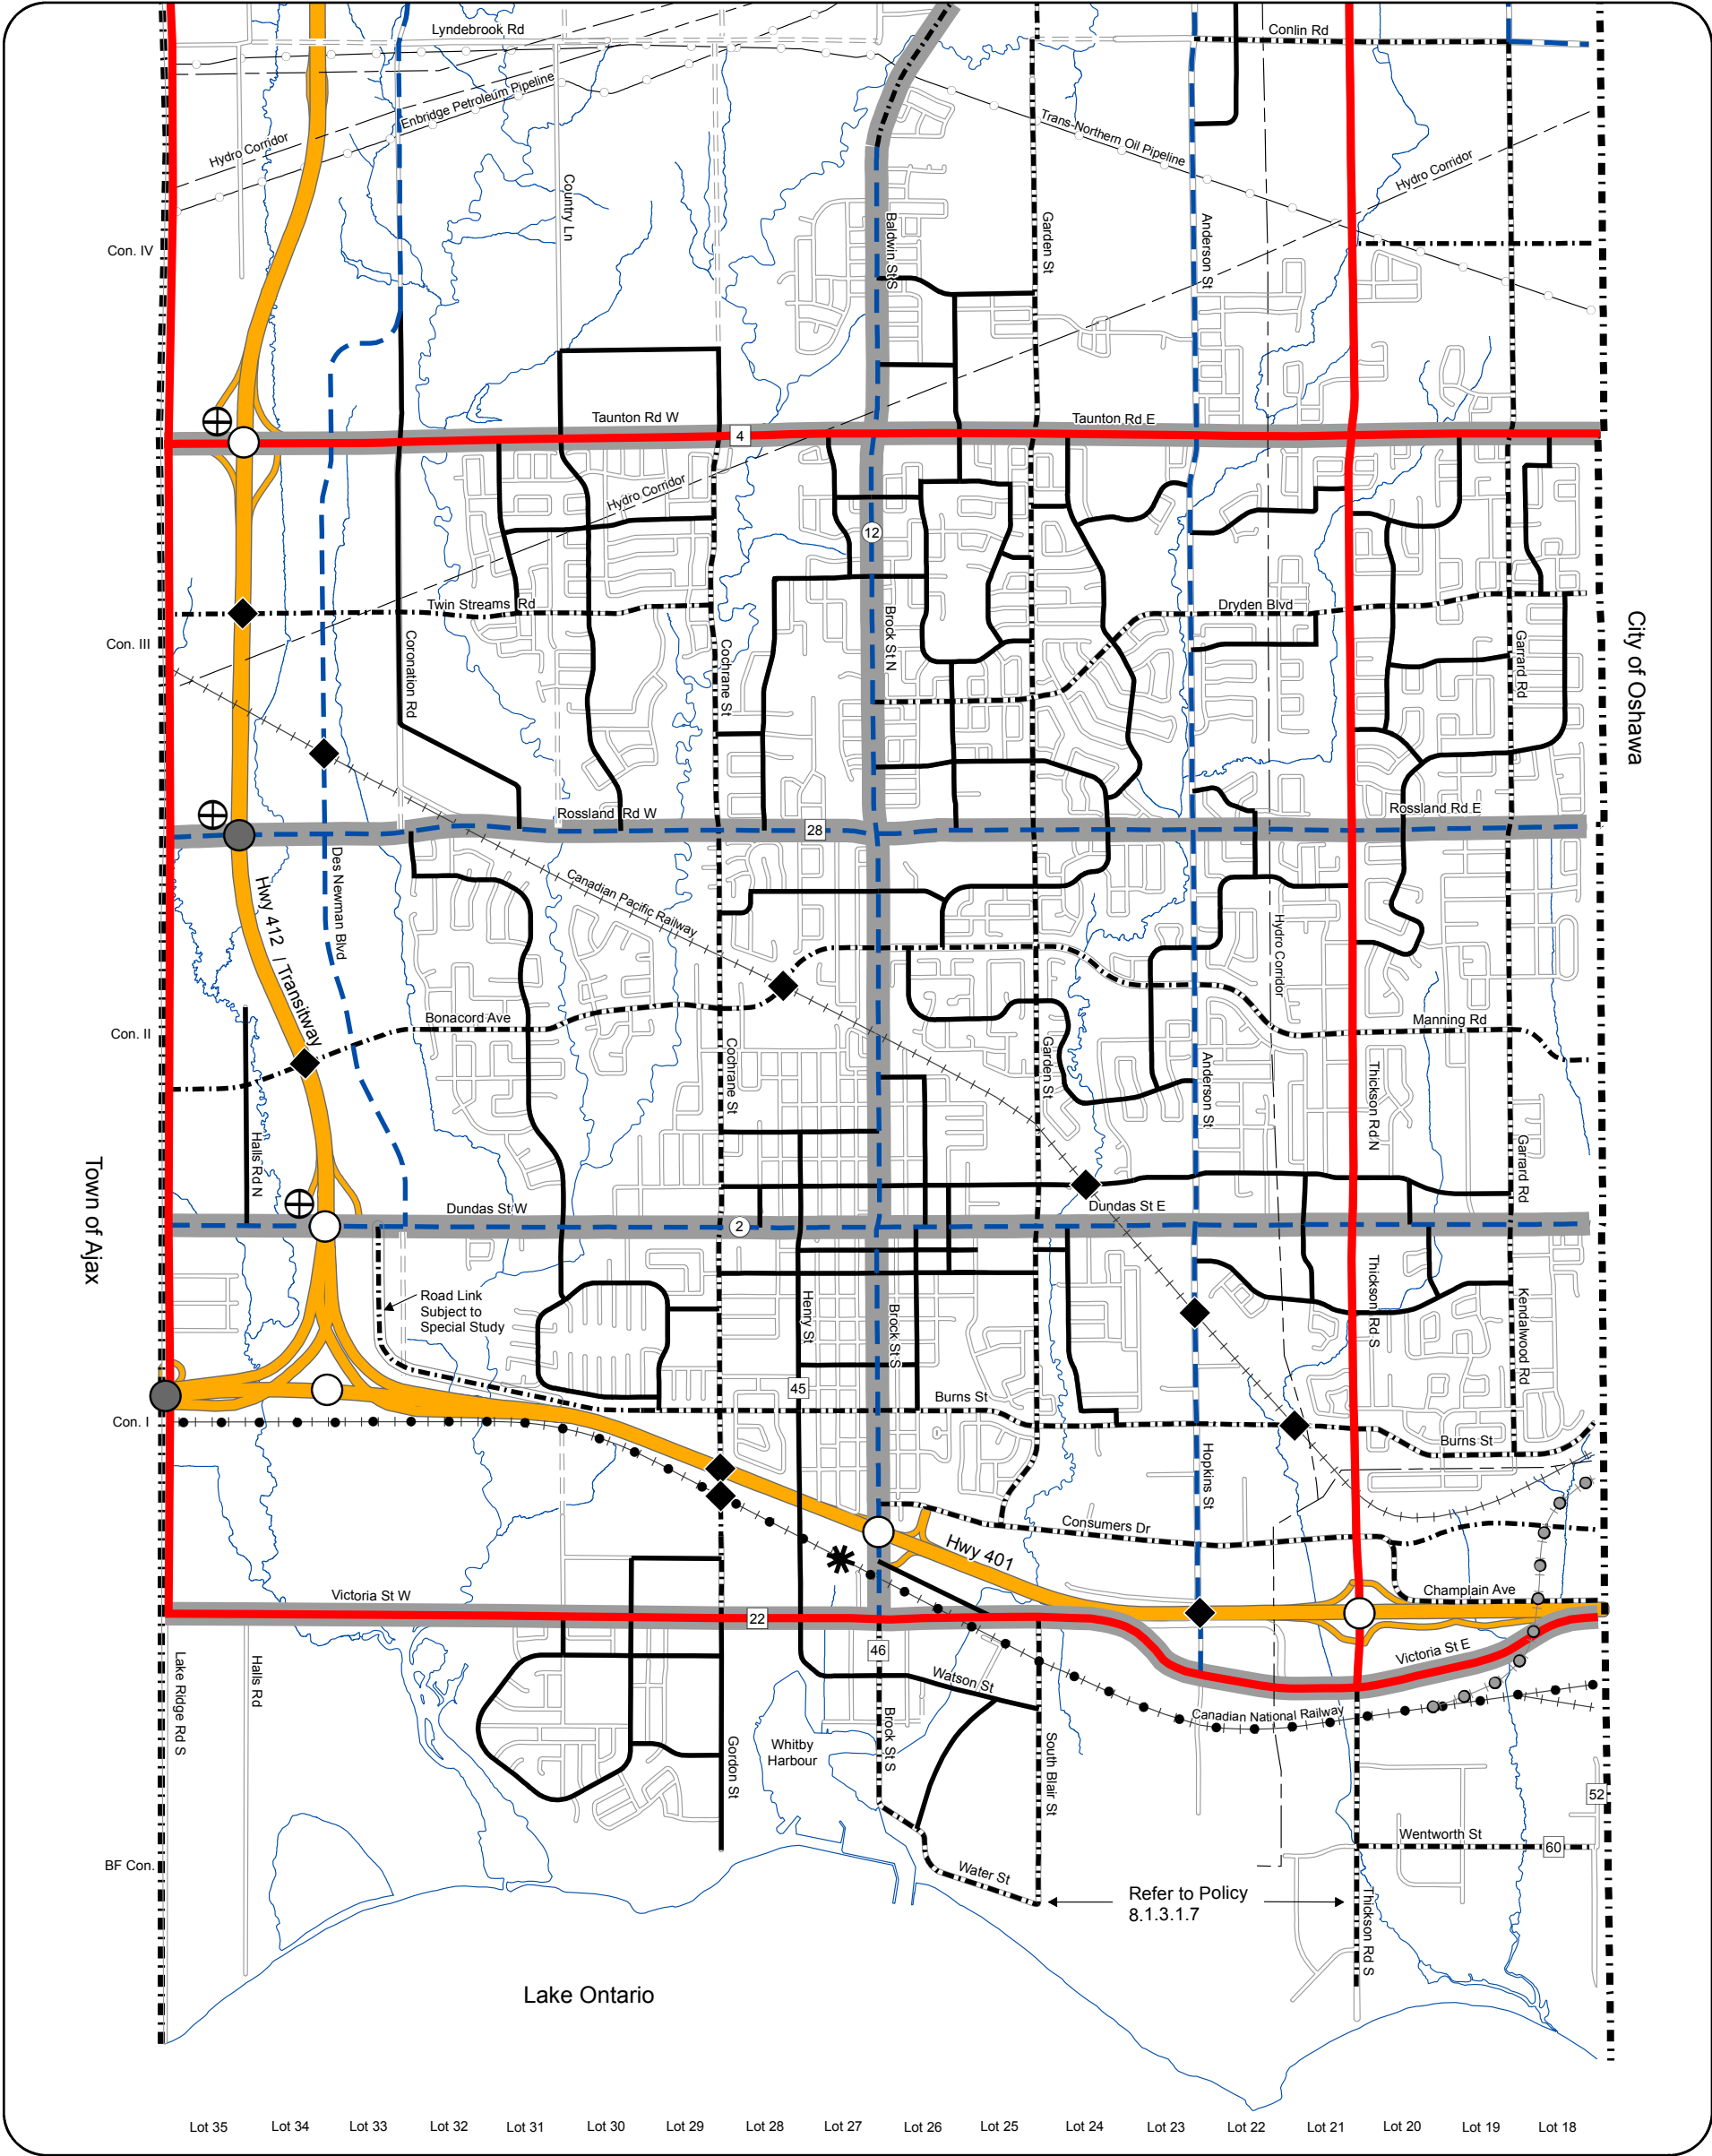 Lyndebrook Rd
Conlin Rd
Enbridge Petroleum Pipeline
Hydro Corridor
Trans-Northern Oil Pipeline
Hydro Corridor
Country Ln
Baldwin St S
Garden St
Anderson St
Con. IV
Taunton Rd W
4
Taunton Rd E
Hydro Corridor
12
Twin Streams Rd
Dryden Blvd
Con. III
Coronation Rd
Cochrane St
Brock St N
Garrard Rd
City of Oshawa
Rossland Rd W
28
Rossland Rd E
Des Newman Blvd
Hwy 412 / Transitway
Canadian Pacific Railway
Hydro Corridor
Con. II
Bonacord Ave
Manning Rd
Cochrane St
Garden St
Anderson St
Thickson Rd N
Halls Rd N
Garrard Rd
Town of Ajax
Dundas St W
2
Dundas St E
Road Link
Subject to
Special Study
Henry St
Brock St S
Thickson Rd S
Kendalwood Rd
45
Burns St
Con. I
Burns St
Hopkins St
Consumers Dr
Hwy 401
Champlain Ave
Victoria St W
22
46
Victoria St E
Lake Ridge Rd S
Halls Rd
Watson St
Canadian National Railway
Gordon St
Whitby
Harbour
Brock St S
South Blair St
52
Wentworth St
60
BF Con.
Water St
Refer to Policy
8.1.3.1.7
Thickson Rd S
Lake Ontario
Lot 35
Lot 34
Lot 33
Lot 32
Lot 31
Lot 30
Lot 29
Lot 28
Lot 27
Lot 26
Lot 25
Lot 24
Lot 23
Lot 22
Lot 21
Lot 20
Lot 19
Lot 18